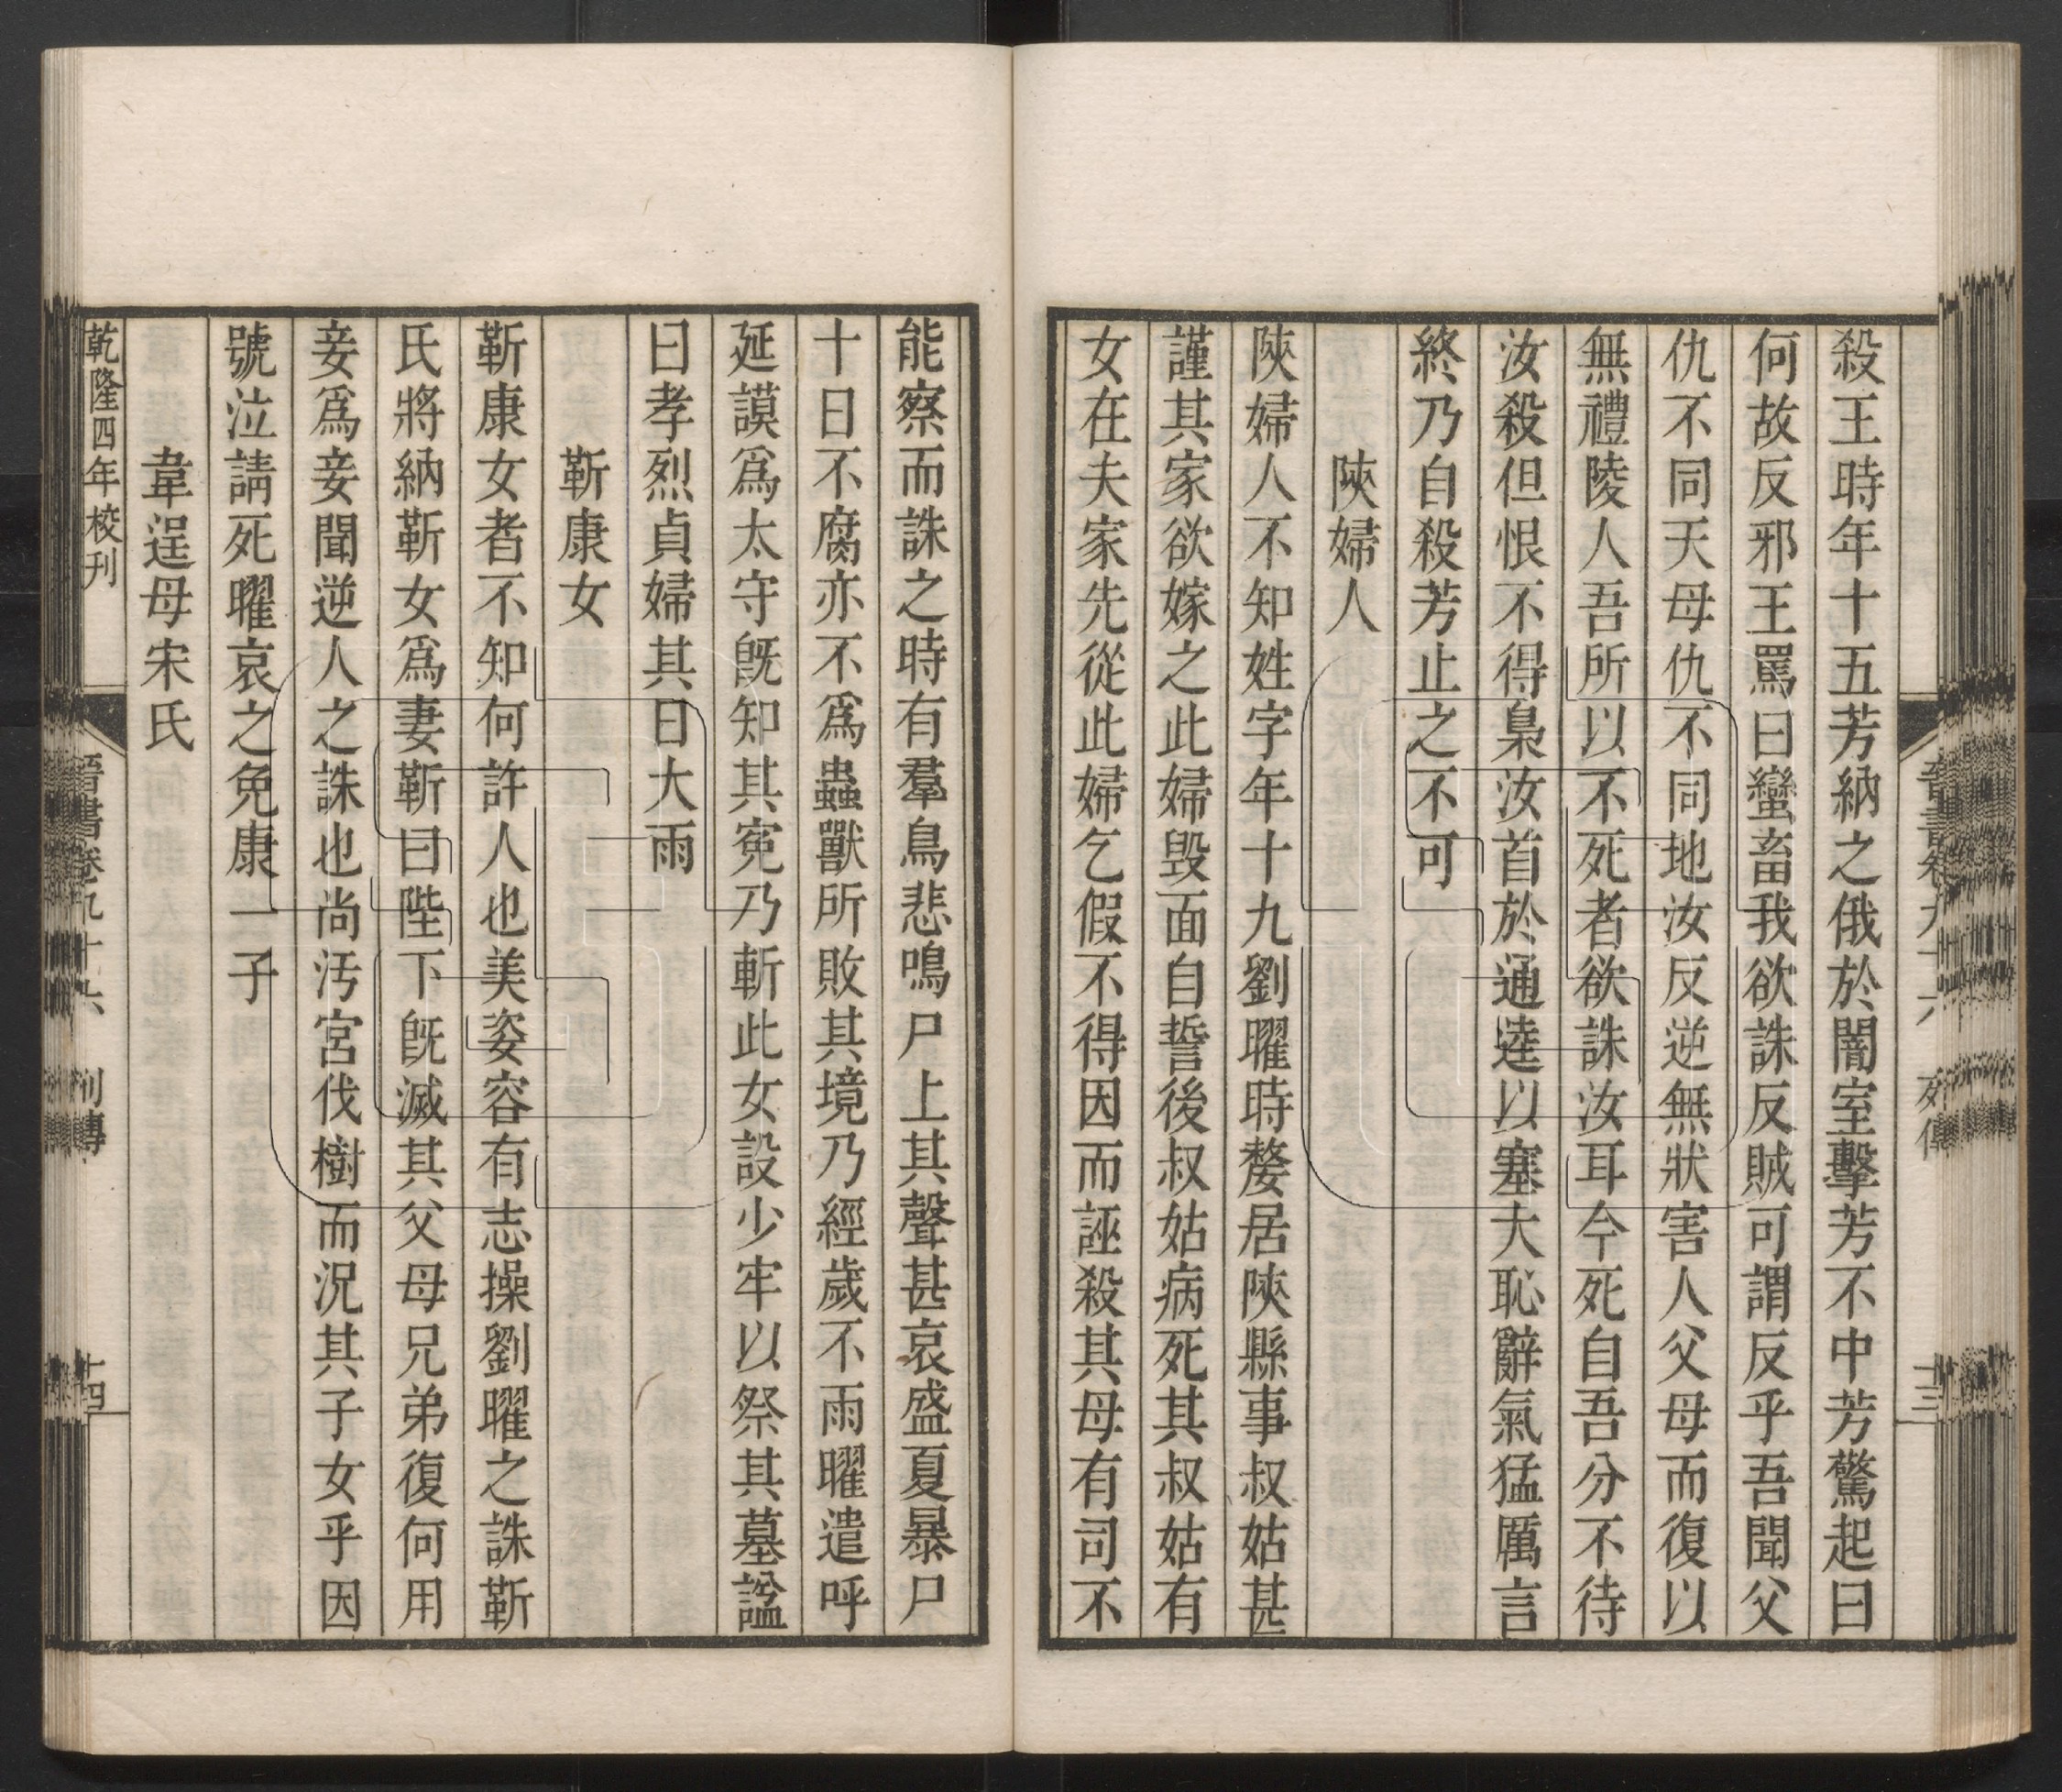 晉書卷九十六 列傳 十三
殺王時年十五芳納之俄於闇室擊芳不中芳驚起曰
何故反邪王罵曰蠻畜我欲誅反賊可謂反乎吾聞父
仇不同天母仇不同地汝反逆無狀害人父母而復以
無禮陵人吾所以不死者欲誅汝耳今死自吾分不待
汝殺但恨不得梟汝首於通逵以塞大恥辭氣猛厲言
終乃自殺芳止之不可
陝婦人
陝婦人不知姓字年十九劉曜時嫠居陝縣事叔姑甚
謹其家欲嫁之此婦毀面自誓後叔姑病死其叔姑有
女在夫家先從此婦乞假不得因而誣殺其母有司不
能察而誅之時有羣鳥悲鳴尸上其聲甚哀盛夏暴尸
十日不腐亦不爲蟲獸所敗其境乃經歲不雨曜遣呼
延謨爲太守旣知其寃乃斬此女設少牢以祭其墓諡
曰孝烈貞婦其日大雨
靳康女
靳康女者不知何許人也美姿容有志操劉曜之誅靳
氏將納靳女爲妻靳曰陛下旣滅其父母兄弟復何用
妾爲妾聞逆人之誅也尚汚宮伐樹而況其子女乎因
號泣請死曜哀之免康一子
韋逞母宋氏
乾隆四年校刊 晉書卷九十六 列傳 十四